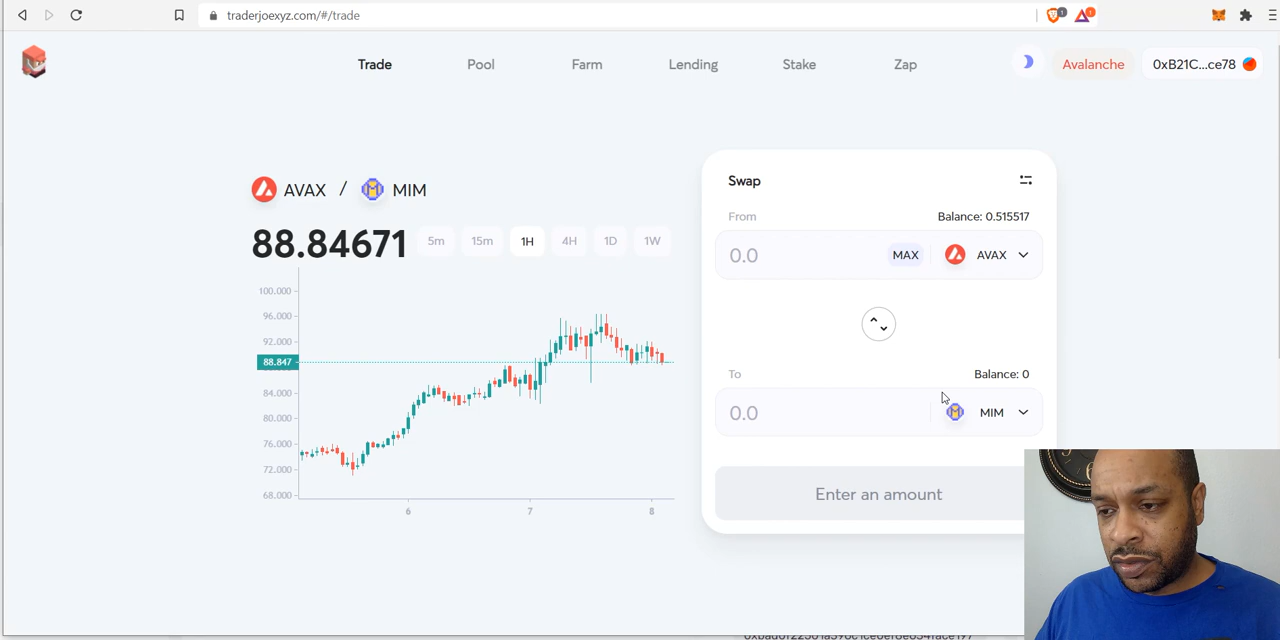 traderjoexyz.com/#/trade
1
1
Trade
Pool
Farm
Lending
Stake
Zap
Avalanche
0xB21C...ce78
AVAX / MIM
88.84671
5m
15m
1H
4H
1D
1W
100.000
96.000
92.000
88.847
84.000
80.000
76.000
72.000
68.000
6
7
8
Swap
From
Balance: 0.515517
0.0
MAX
AVAX
To
Balance: 0
0.0
MIM
Enter an amount